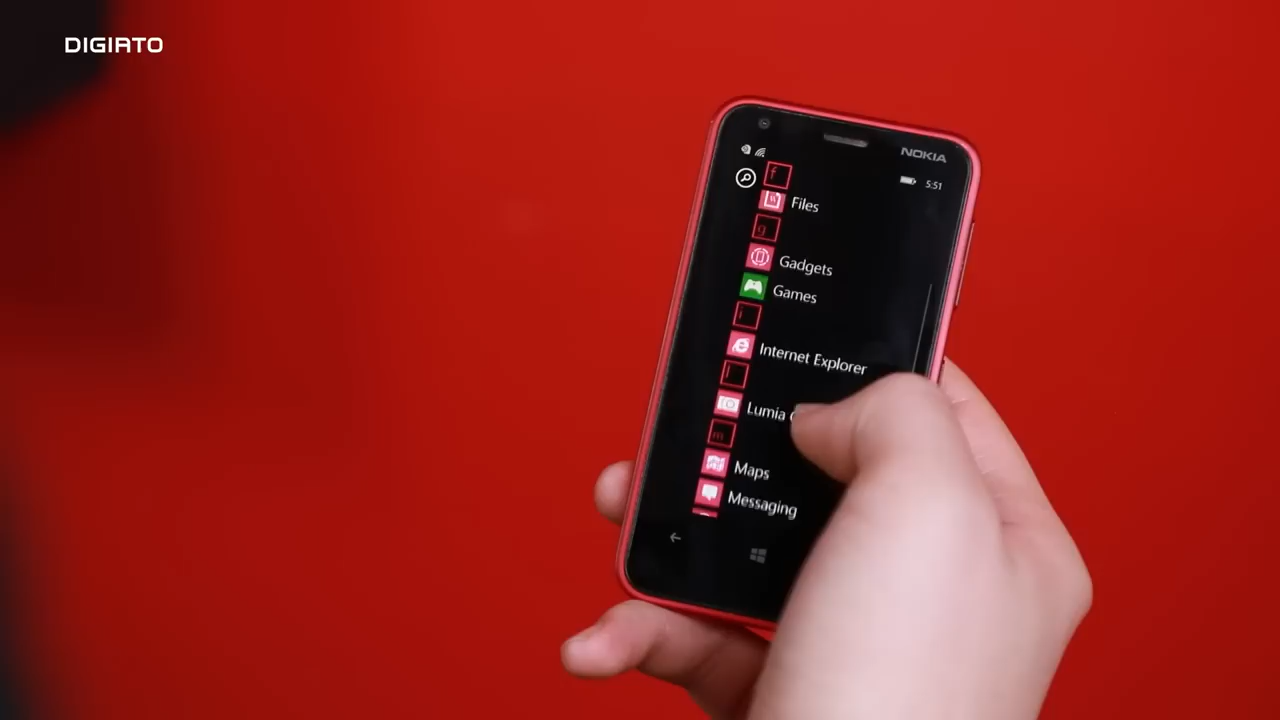 DIGIATO
NOKIA
5:51
f
Files
g
Gadgets
Games
i
Internet Explorer
l
Lumia
m
Maps
Messaging